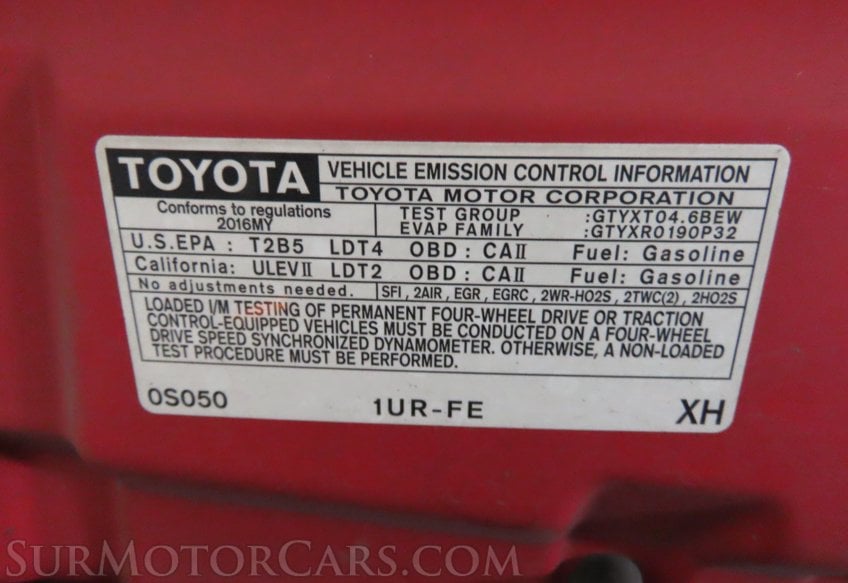 TOYOTA
VEHICLE EMISSION CONTROL INFORMATION
TOYOTA MOTOR CORPORATION
Conforms to regulations
2016MY
TEST GROUP :GTYXT04.6BEW
EVAP FAMILY :GTYXR0190P32
U.S.EPA : T2B5 LDT4 OBD : CAII Fuel: Gasoline
California: ULEVII LDT2 OBD : CAII Fuel: Gasoline
No adjustments needed. SFI , 2AIR , EGR , EGRC , 2WR-HO2S , 2TWC(2) , 2HO2S
LOADED I/M TESTING OF PERMANENT FOUR-WHEEL DRIVE OR TRACTION
CONTROL-EQUIPPED VEHICLES MUST BE CONDUCTED ON A FOUR-WHEEL
DRIVE SPEED SYNCHRONIZED DYNAMOMETER. OTHERWISE, A NON-LOADED
TEST PROCEDURE MUST BE PERFORMED.
0S050 1UR-FE XH
SURMOTORCARS.COM